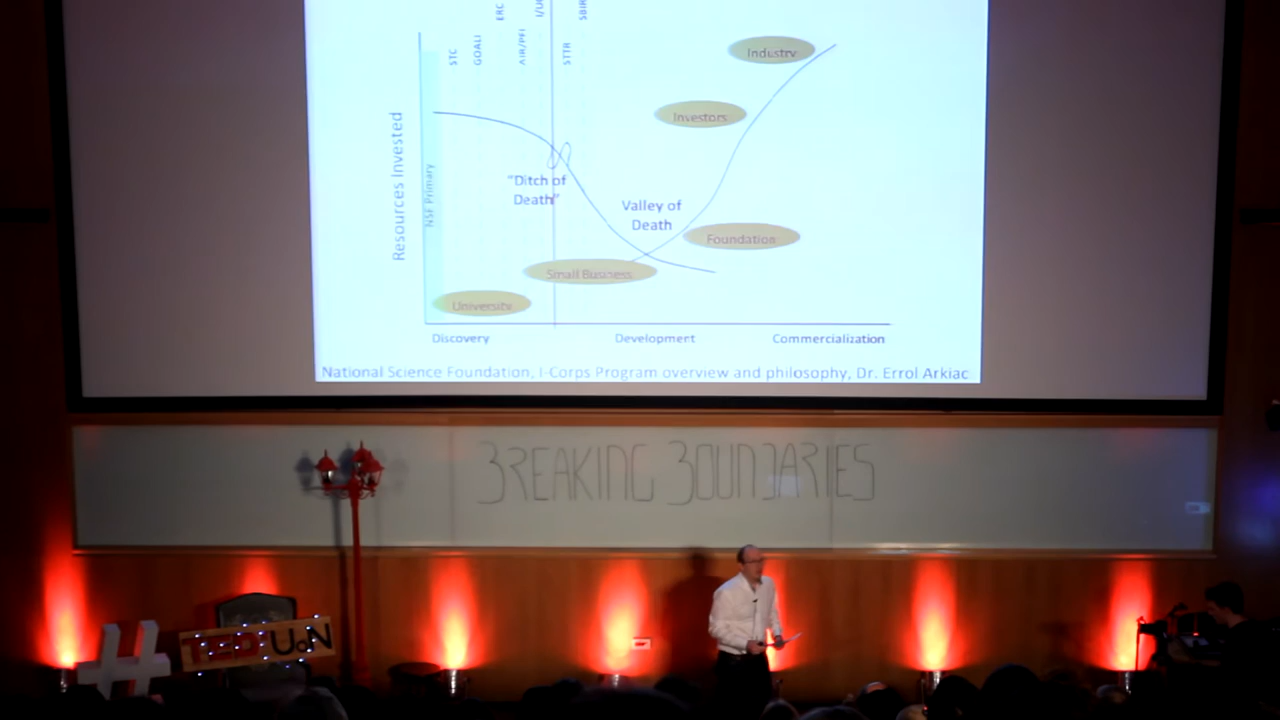 ERC
STC
GOALI
AIR/PFI
STTR
Industry
Investors
Resources Invested
NSF Primary
"Ditch of
Death"
Valley of
Death
Foundation
Small Business
University
Discovery Development Commercialization
National Science Foundation, I-Corps Program overview and philosophy, Dr. Errol Arkiac
BREAKING BOUNDARIES
#
TEDxUoN